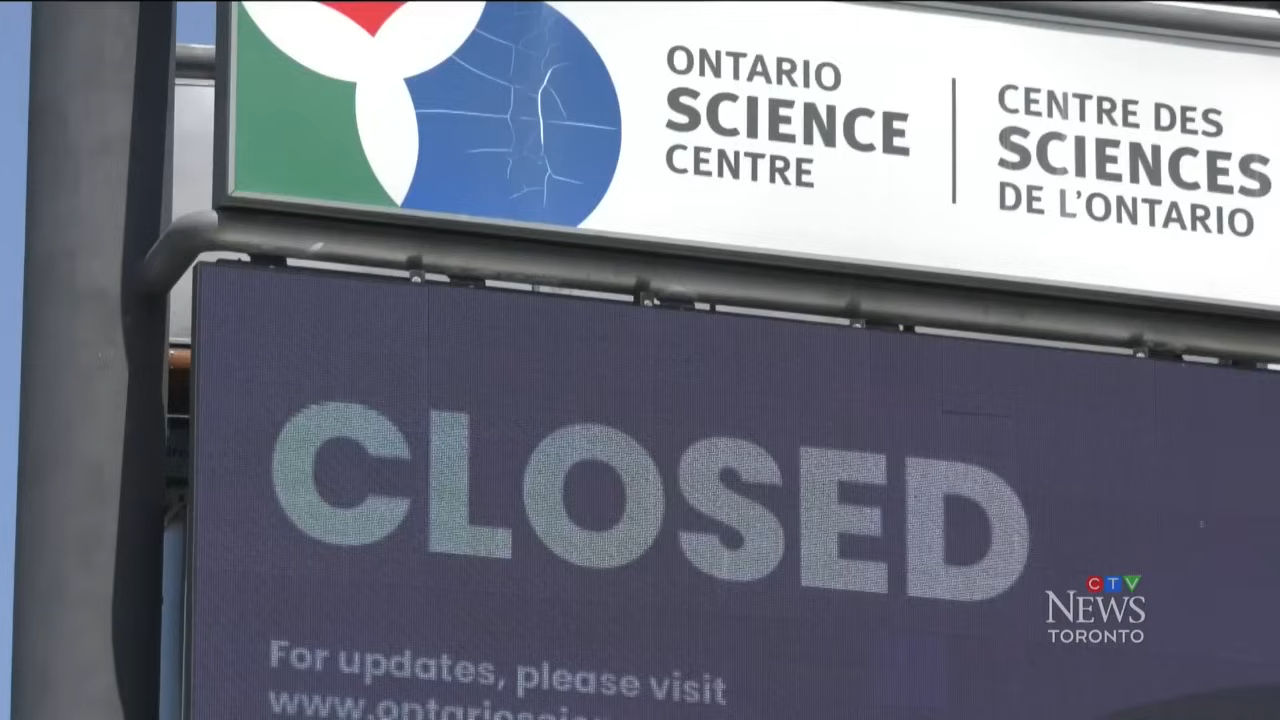 ONTARIO
SCIENCE
CENTRE
CENTRE DES
SCIENCES
DE L'ONTARIO
CLOSED
For updates, please visit
CTV
NEWS
TORONTO